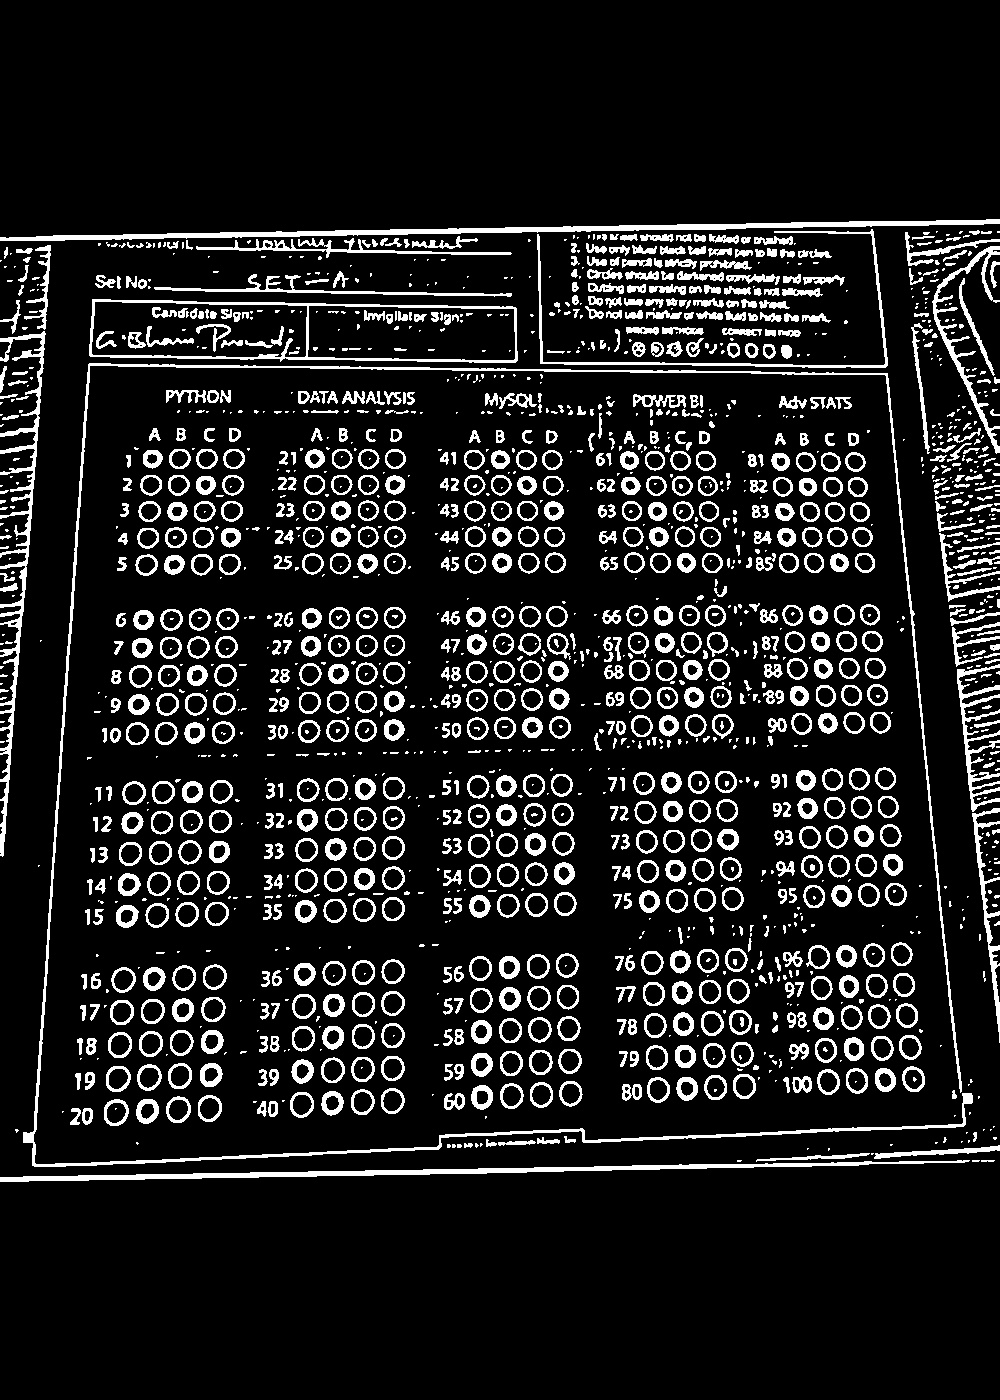 Assessment: Monthly Assessment
Set No: SET-A
Candidate Sign:
Invigilator Sign:
1. This sheet should not be folded or crushed.
2. Use only blue/ black ball point pen to fill the circles.
3. Use of pencil is strictly prohibited.
4. Circles should be darkened completely and properly
5 Cutting and erasing on this sheet is not allowed.
6. Do not use any stray marks on the sheet.
7. Do not use marker or white fluid to hide the mark.
WRONG METHODS CORRECT METHOD
PYTHON DATA ANALYSIS MySQL POWER BI Adv STATS
A B C D A B C D A B C D A B C D A B C D
1 21 41 61 81
2 22 42 62 82
3 23 43 63 83
4 24 44 64 84
5 25 45 65 85
6 26 46 66 86
7 27 47 67 87
8 28 48 68 88
9 29 49 69 89
10 30 50 70 90
11 31 51 71 91
12 32 52 72 92
13 33 53 73 93
14 34 54 74 94
15 35 55 75 95
16 36 56 76 96
17 37 57 77 97
18 38 58 78 98
19 39 59 79 99
20 40 60 80 100